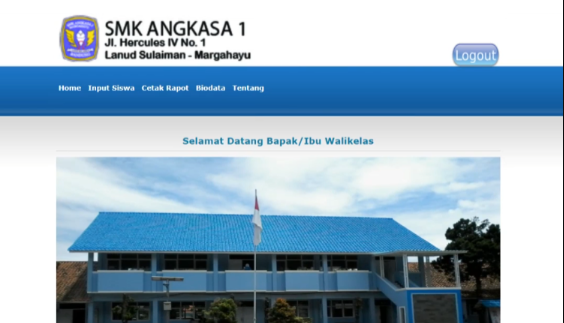 SMK ANGKASA 1
Jl. Hercules IV No. 1
Lanud Sulaiman - Margahayu
Logout
Home Input Siswa Cetak Rapot Biodata Tentang
Selamat Datang Bapak/Ibu Walikelas